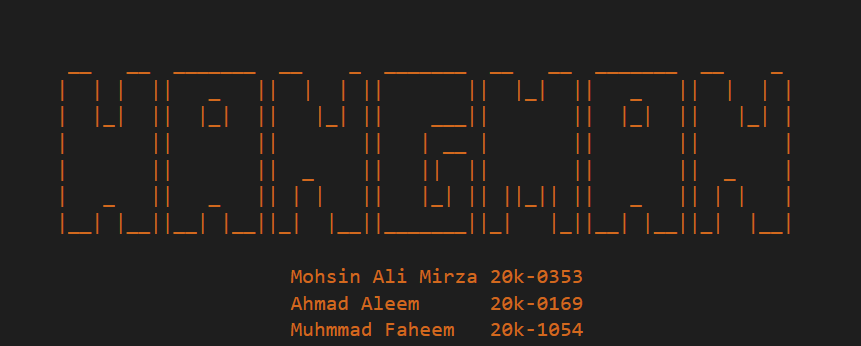 HANGMAN
Mohsin Ali Mirza 20k-0353
Ahmad Aleem 20k-0169
Muhmmad Faheem 20k-1054